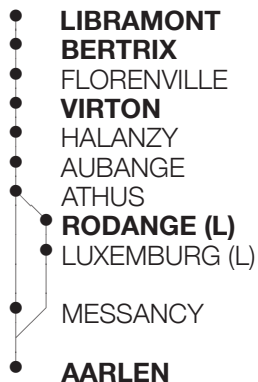 LIBRAMONT
BERTRIX
FLORENVILLE
VIRTON
HALANZY
AUBANGE
ATHUS
RODANGE (L)
LUXEMBURG (L)
MESSANCY
AARLEN